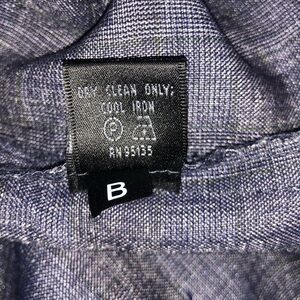 DRY CLEAN ONLY;
COOL IRON
P
RN 95135
B